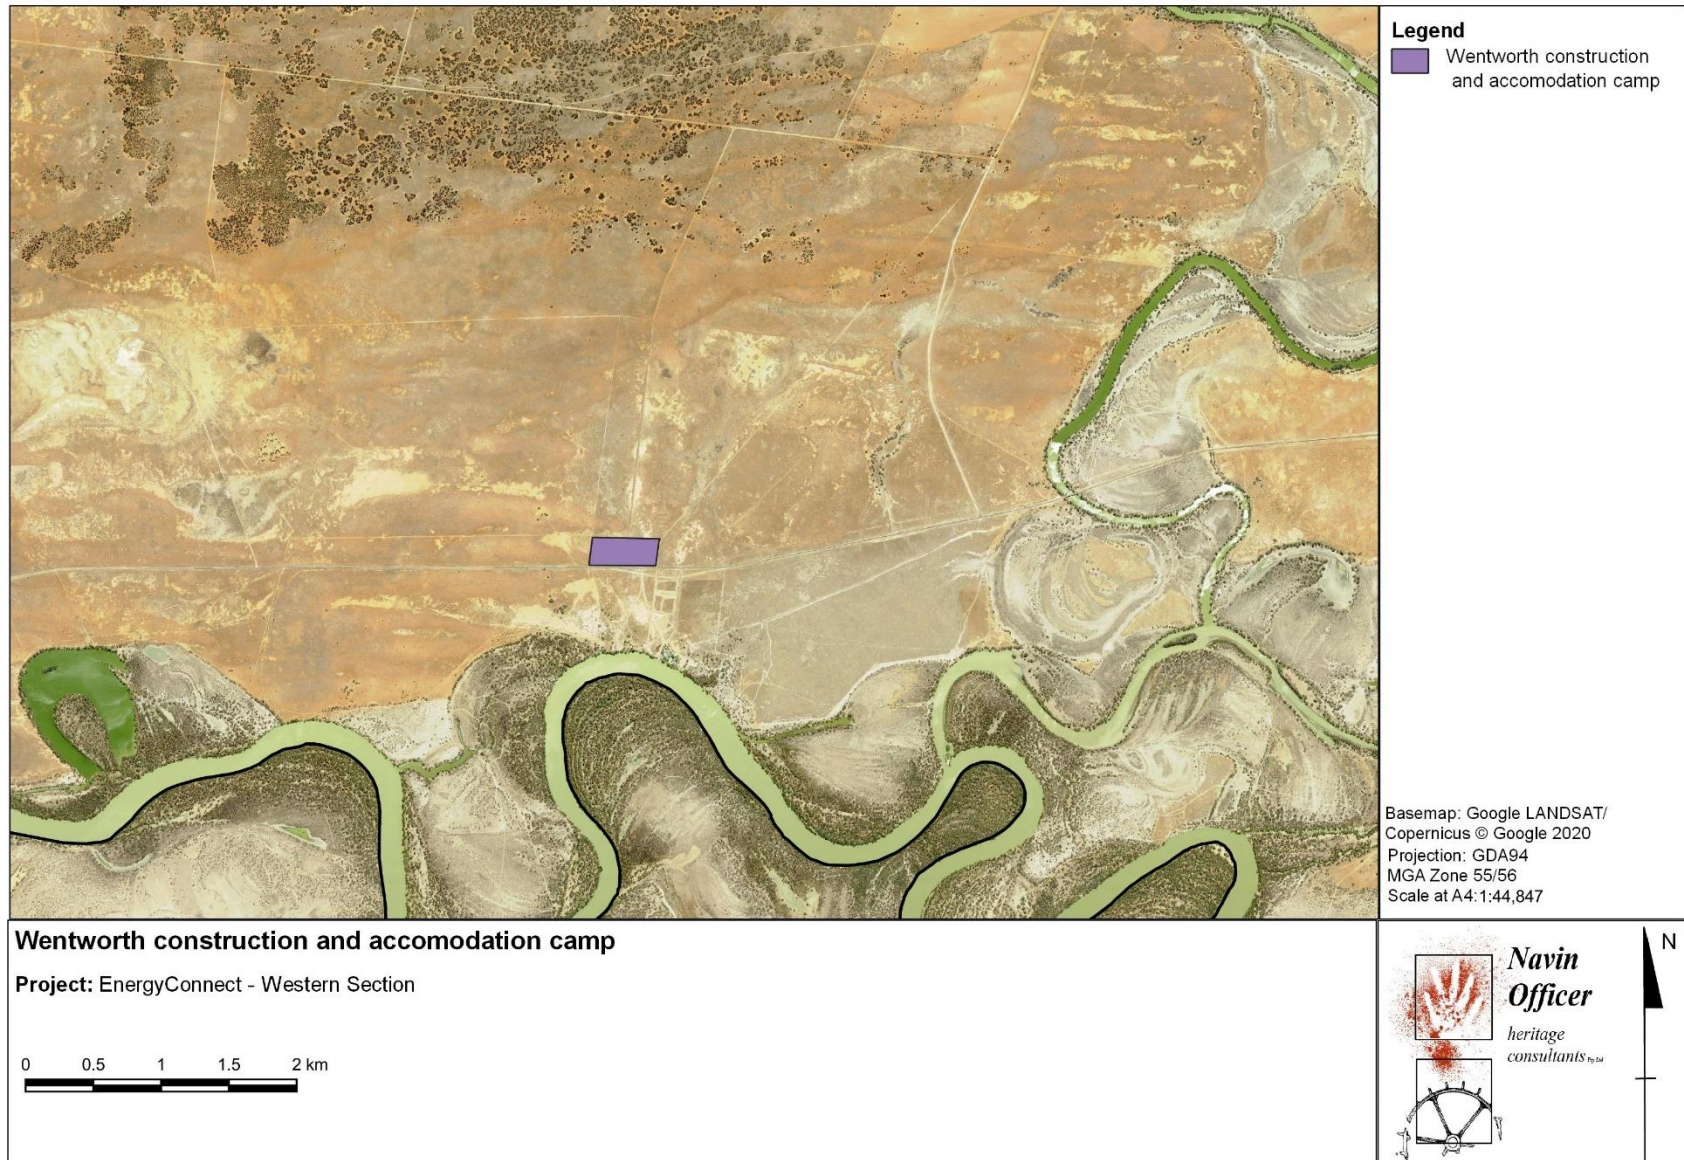 Legend
Wentworth construction
and accomodation camp
Basemap: Google LANDSAT/
Copernicus © Google 2020
Projection: GDA94
MGA Zone 55/56
Scale at A4:1:44,847
Wentworth construction and accomodation camp
Project: EnergyConnect - Western Section
0 0.5 1 1.5 2 km
Navin
Officer
heritage
consultants Pty Ltd
N